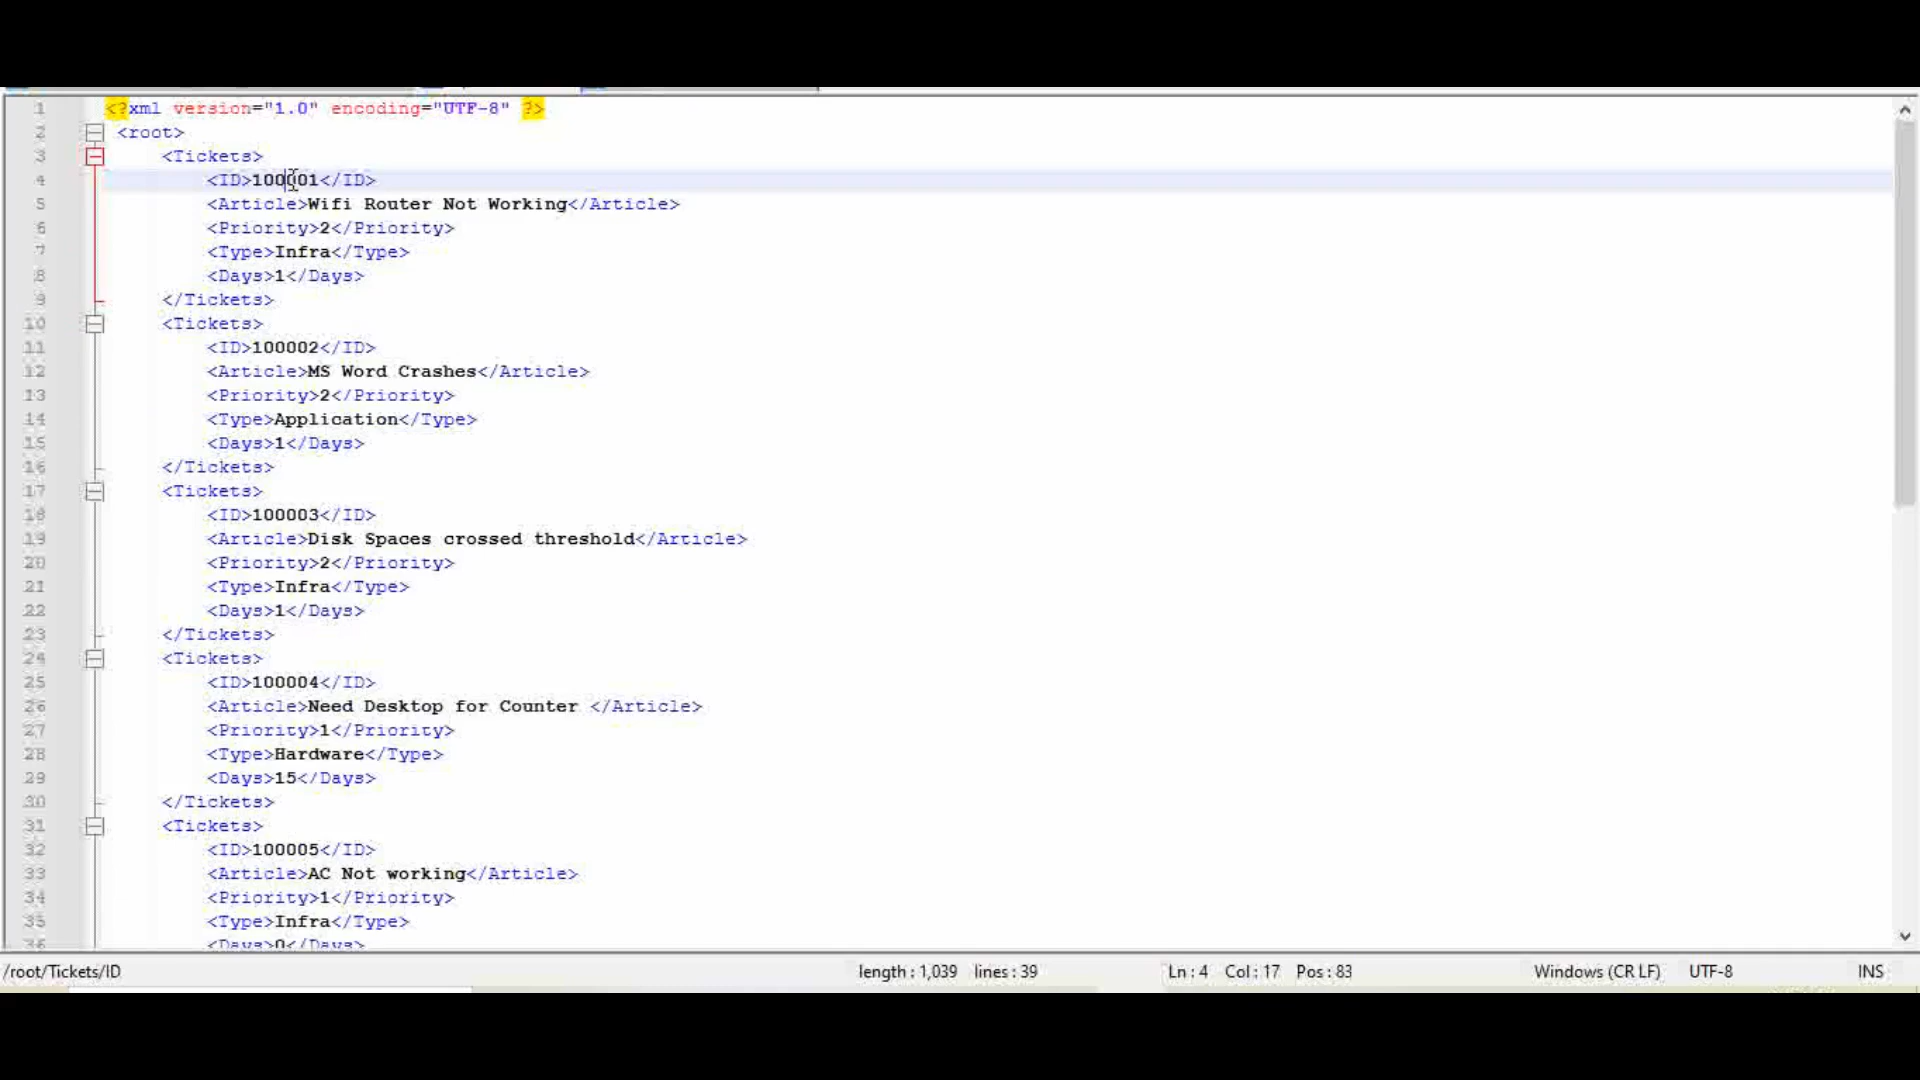 1 <?xml version="1.0" encoding="UTF-8" ?>
2 <root>
3 <Tickets>
4 <ID>100001</ID>
5 <Article>Wifi Router Not Working</Article>
6 <Priority>2</Priority>
7 <Type>Infra</Type>
8 <Days>1</Days>
9 </Tickets>
10 <Tickets>
11 <ID>100002</ID>
12 <Article>MS Word Crashes</Article>
13 <Priority>2</Priority>
14 <Type>Application</Type>
15 <Days>1</Days>
16 </Tickets>
17 <Tickets>
18 <ID>100003</ID>
19 <Article>Disk Spaces crossed threshold</Article>
20 <Priority>2</Priority>
21 <Type>Infra</Type>
22 <Days>1</Days>
23 </Tickets>
24 <Tickets>
25 <ID>100004</ID>
26 <Article>Need Desktop for Counter </Article>
27 <Priority>1</Priority>
28 <Type>Hardware</Type>
29 <Days>15</Days>
30 </Tickets>
31 <Tickets>
32 <ID>100005</ID>
33 <Article>AC Not working</Article>
34 <Priority>1</Priority>
35 <Type>Infra</Type>
36 <Days>0</Days>
/root/Tickets/ID length : 1,039 lines : 39 Ln : 4 Col : 17 Pos : 83 Windows (CR LF) UTF-8 INS